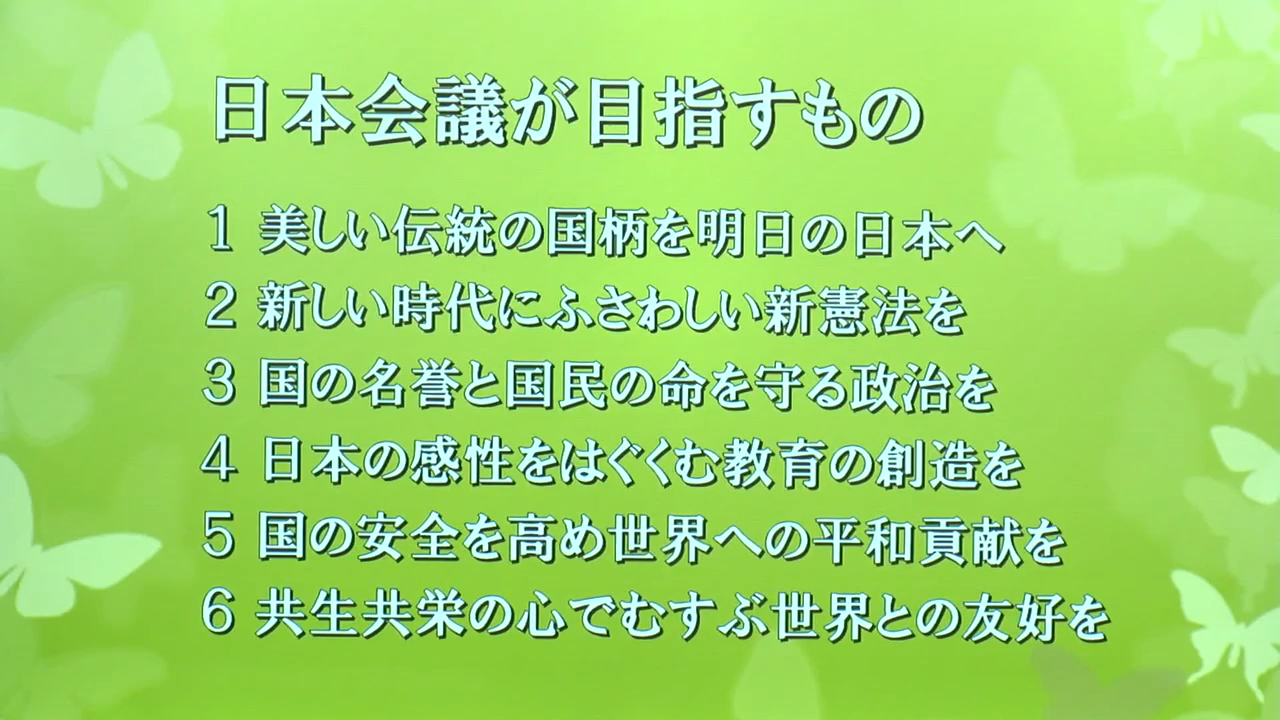 日本会議が目指すもの
1 美しい伝統の国柄を明日の日本へ
2 新しい時代にふさわしい新憲法を
3 国の名誉と国民の命を守る政治を
4 日本の感性をはぐくむ教育の創造を
5 国の安全を高め世界への平和貢献を
6 共生共栄の心でむすぶ世界との友好を